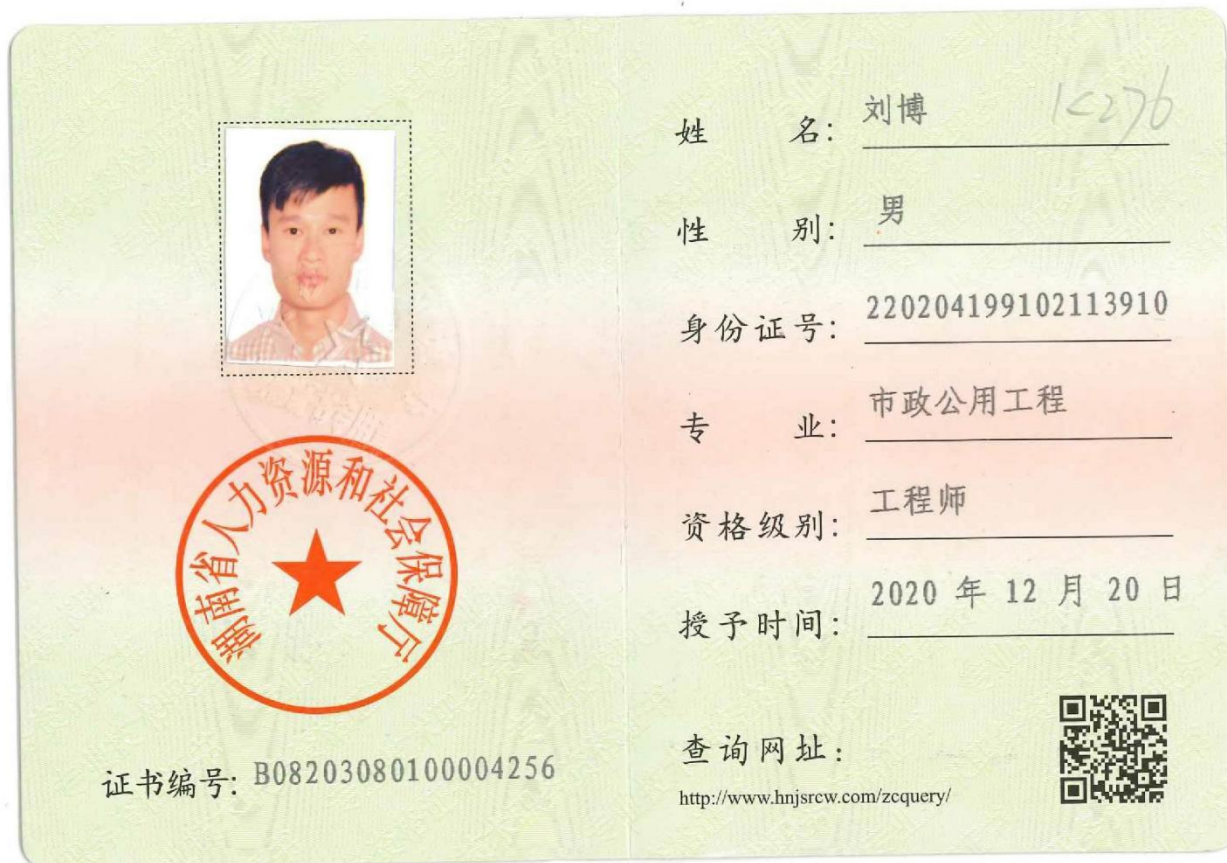 湖南省人力资源和社会保障厅
证书编号: B08203080100004256
姓 名: 刘博 K276
性 别: 男
身份证号: 220204199102113910
专 业: 市政公用工程
资格级别: 工程师
授予时间: 2020 年 12 月 20 日
查询网址:
http://www.hnjsrcw.com/zcquery/